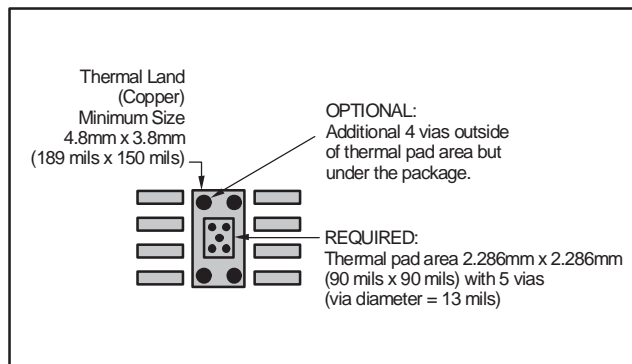 Thermal Land
(Copper)
Minimum Size
4.8mm x 3.8mm
(189 mils x 150 mils)
OPTIONAL:
Additional 4 vias outside
of thermal pad area but
under the package.
REQUIRED:
Thermal pad area 2.286mm x 2.286mm
(90 mils x 90 mils) with 5 vias
(via diameter = 13 mils)